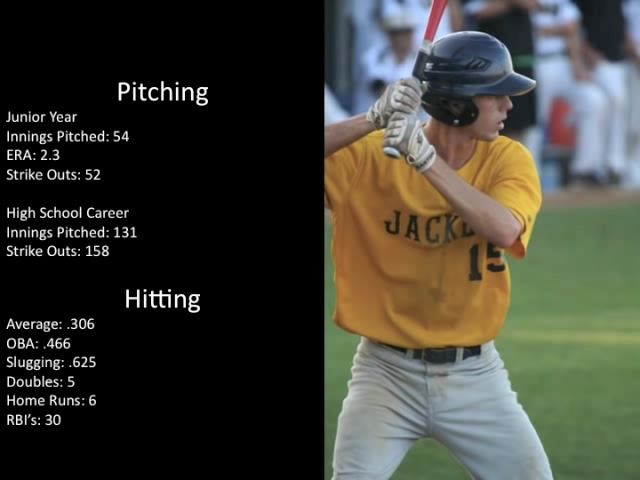 Pitching
Junior Year
Innings Pitched: 54
ERA: 2.3
Strike Outs: 52
High School Career
Innings Pitched: 131
Strike Outs: 158
Hitting
Average: .306
OBA: .466
Slugging: .625
Doubles: 5
Home Runs: 6
RBI's: 30
15